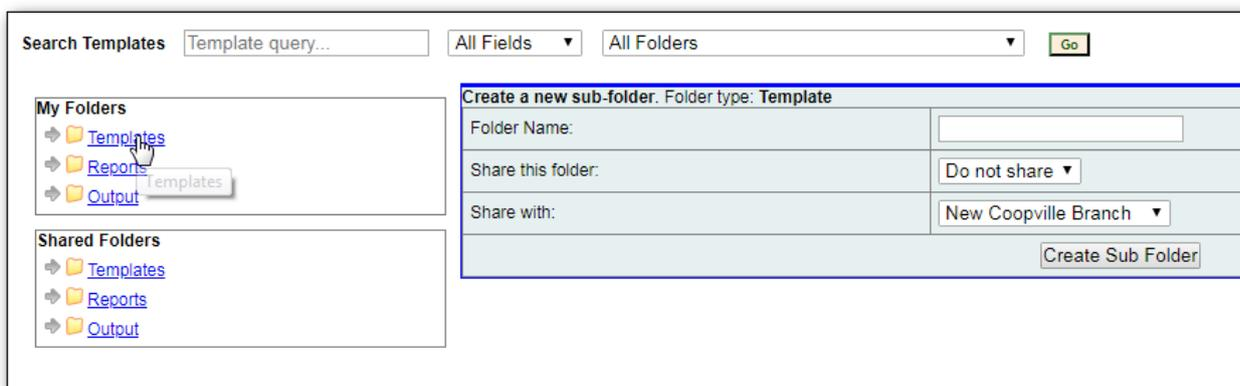 Search Templates Template query... All Fields All Folders Go
My Folders
Templates
Reports
Templates
Output
Shared Folders
Templates
Reports
Output
Create a new sub-folder. Folder type: Template
Folder Name:
Share this folder: Do not share
Share with: New Coopville Branch
Create Sub Folder